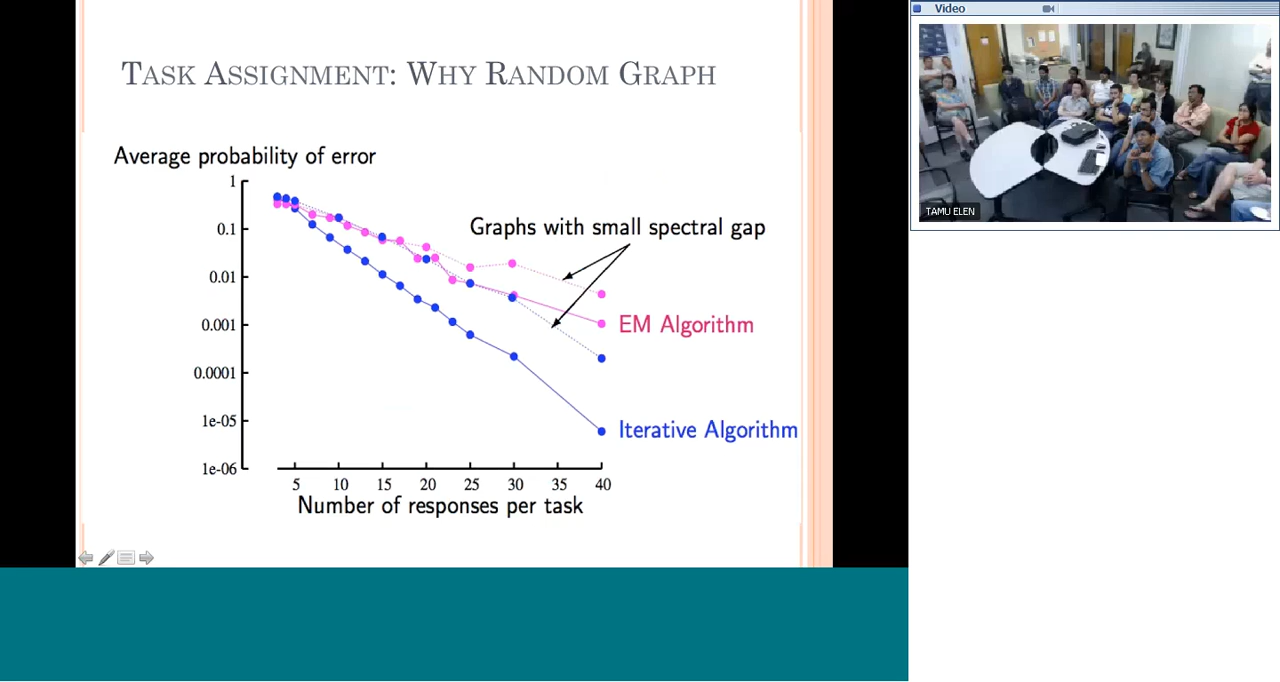 TASK ASSIGNMENT: WHY RANDOM GRAPH
Average probability of error
1
0.1
0.01
0.001
0.0001
1e-05
1e-06
Graphs with small spectral gap
EM Algorithm
Iterative Algorithm
5 10 15 20 25 30 35 40
Number of responses per task
Video
TAMU ELEN